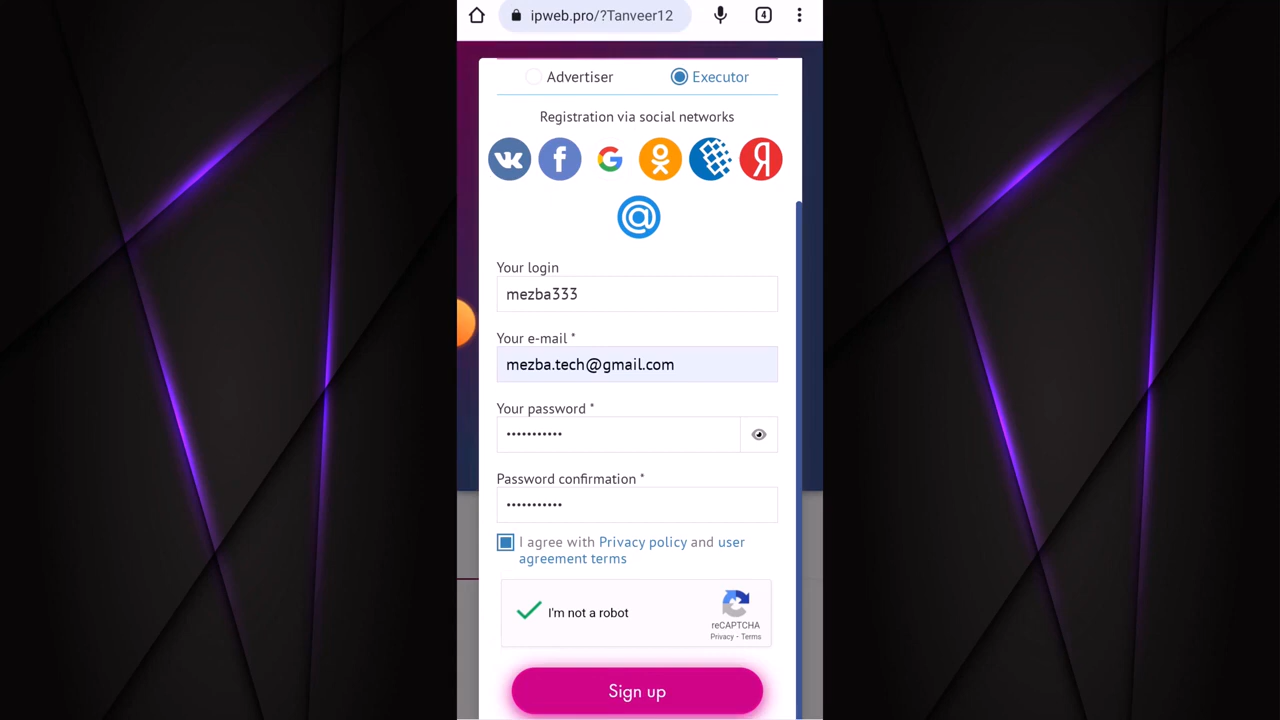 ipweb.pro/?Tanveer12
4
Advertiser
Executor
Registration via social networks
Your login
mezba333
Your e-mail *
mezba.tech@gmail.com
Your password *
•••••••••••
Password confirmation *
•••••••••••
I agree with Privacy policy and user
agreement terms
I'm not a robot
reCAPTCHA
Privacy - Terms
Sign up